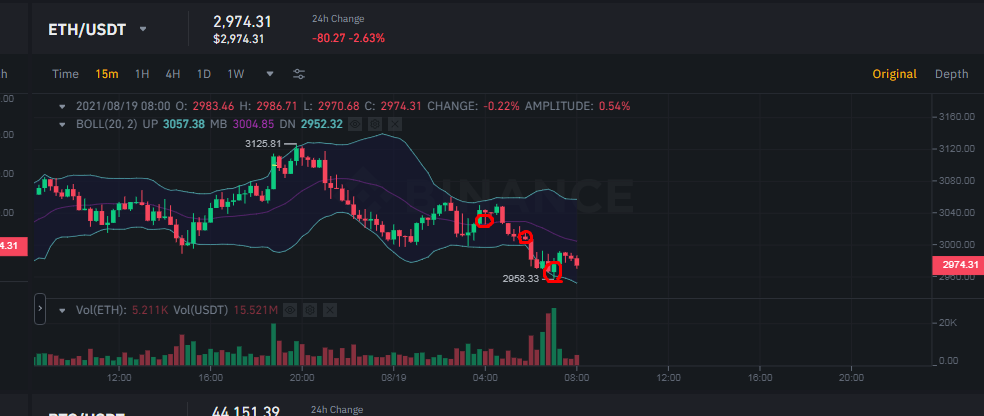 ETH/USDT
2,974.31
$2,974.31
24h Change
-80.27 -2.63%
h
Time 15m 1H 4H 1D 1W
Original Depth
2021/08/19 08:00 O: 2983.46 H: 2986.71 L: 2970.68 C: 2974.31 CHANGE: -0.22% AMPLITUDE: 0.54%
BOLL(20, 2) UP 3057.38 MB 3004.85 DN 2952.32
3125.81
BINANCE
2958.33
3160.00
3120.00
3080.00
3040.00
3000.00
2974.31
2960.00
.00
.00
.00
.00
4.31
Vol(ETH): 5.211K Vol(USDT) 15.521M
20K
0.00
12:00 16:00 20:00 08/19 04:00 08:00 12:00 16:00 20:00
BTC/USDT
44,151.39
24h Change